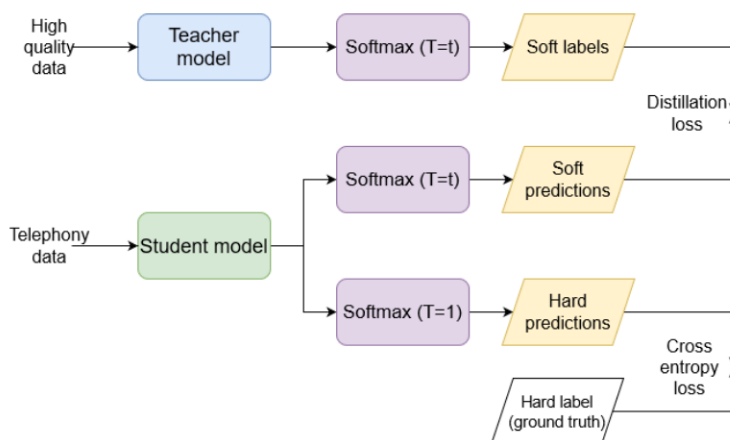 High
quality
data
Teacher
model
Softmax (T=t)
Soft labels
Distillation
loss
Telephony
data
Student model
Softmax (T=t)
Soft
predictions
Softmax (T=1)
Hard
predictions
Cross
entropy
loss
Hard label
(ground truth)